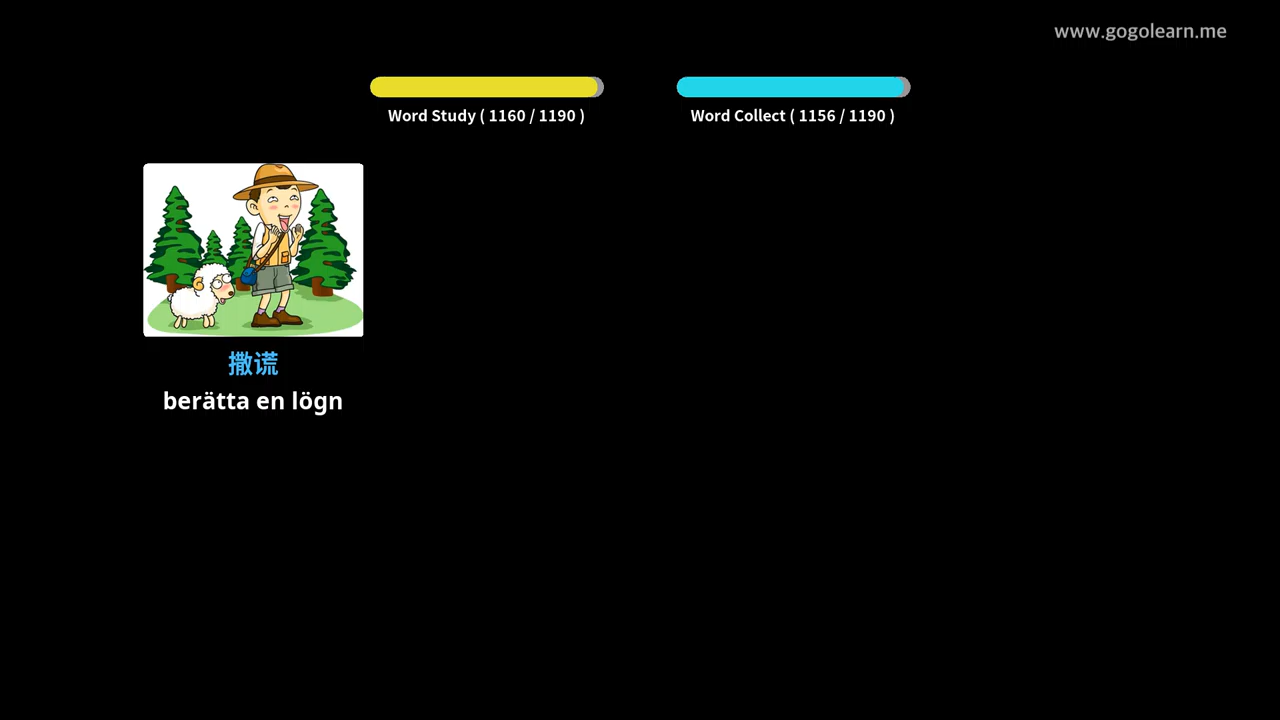 www.gogolearn.me
Word Study ( 1160 / 1190 )
Word Collect ( 1156 / 1190 )
撒谎
berätta en lögn